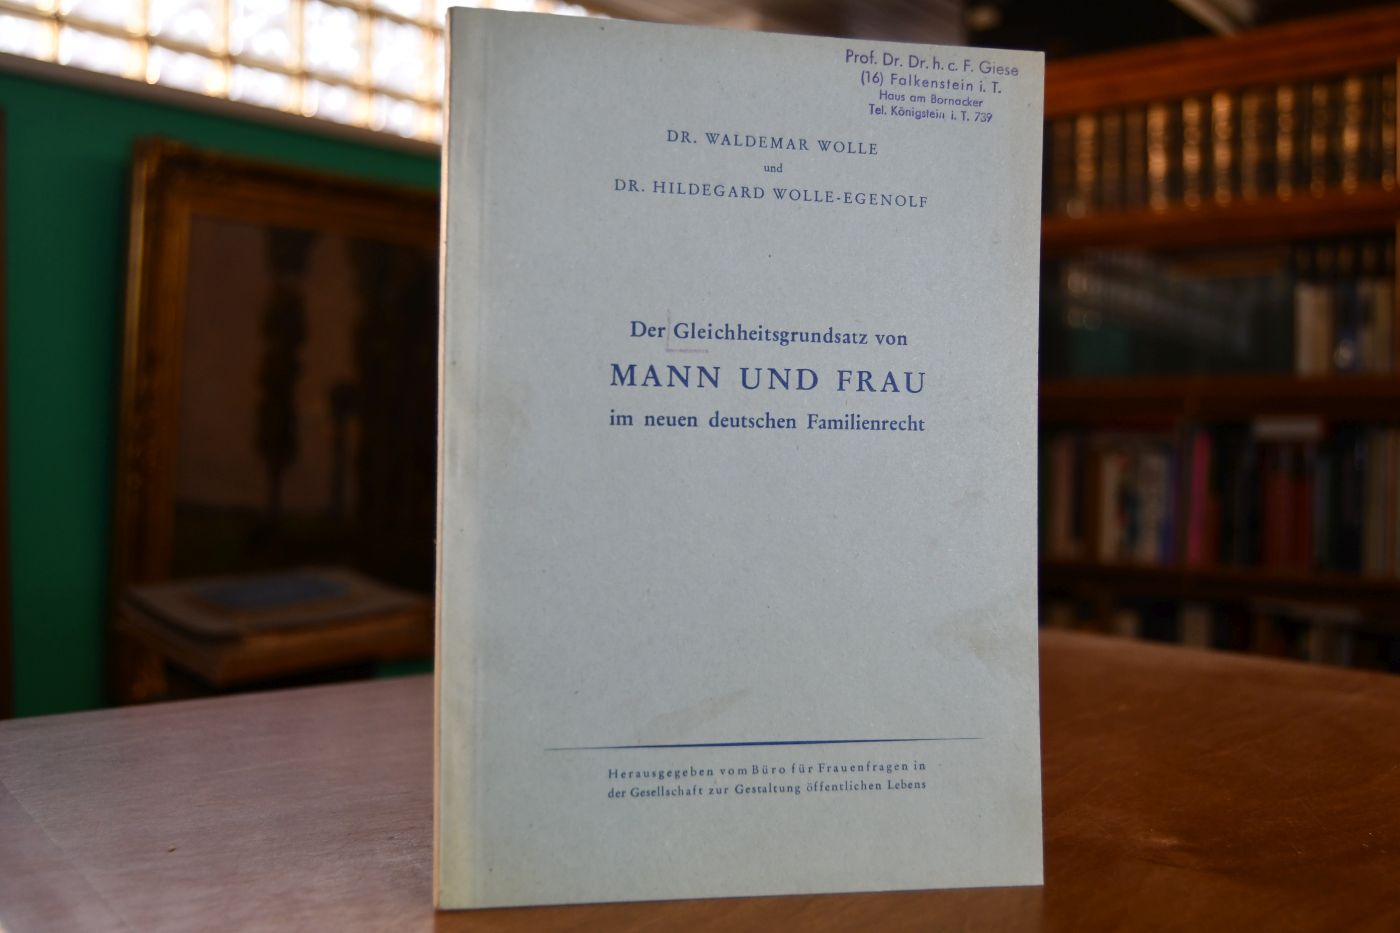 Prof. Dr. Dr. h. c. F. Giese
(16) Falkenstein i. T.
Haus am Bornacker
Tel. Königstein i. T. 739
DR. WALDEMAR WOLLE
und
DR. HILDEGARD WOLLE-EGENOLF
Der Gleichheitsgrundsatz von
MANN UND FRAU
im neuen deutschen Familienrecht
Herausgegeben vom Büro für Frauenfragen in
der Gesellschaft zur Gestaltung öffentlichen Lebens